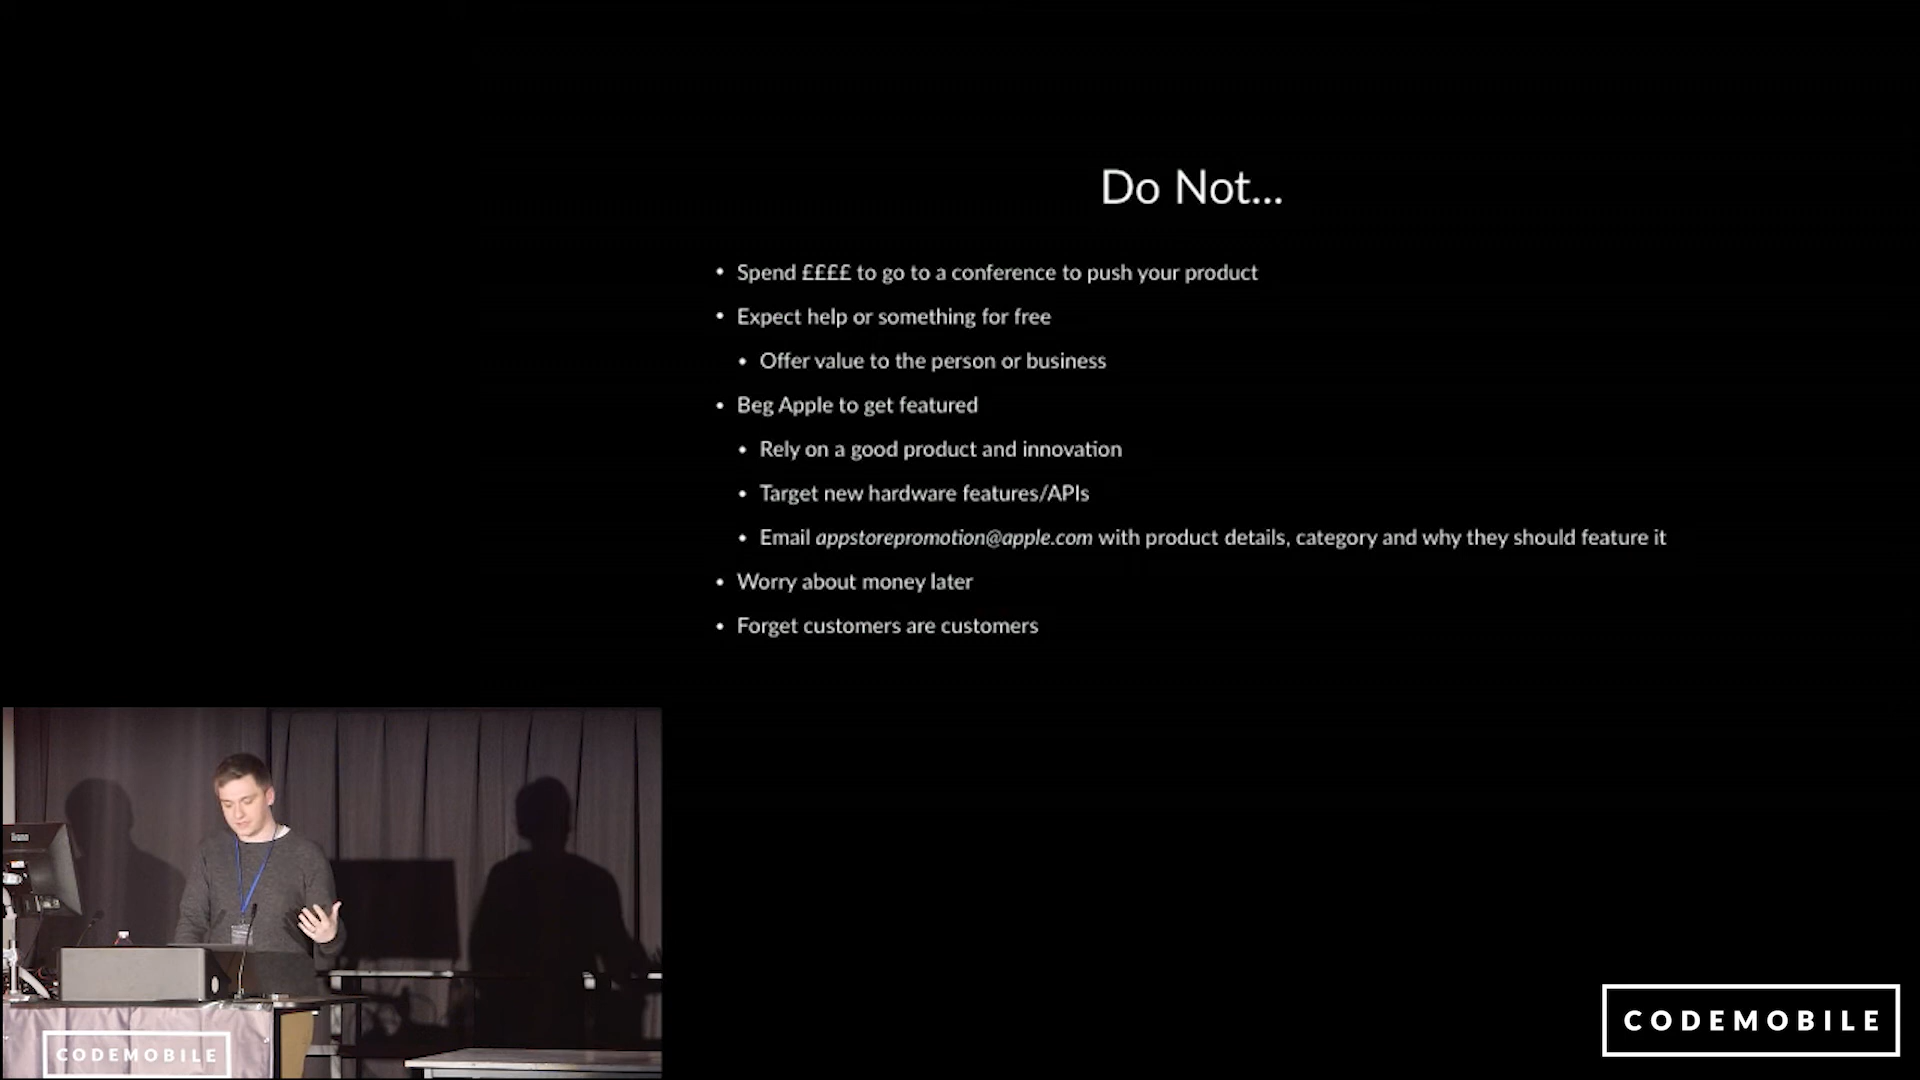 Do Not...
• Spend ££££ to go to a conference to push your product
• Expect help or something for free
• Offer value to the person or business
• Beg Apple to get featured
• Rely on a good product and innovation
• Target new hardware features/APIs
• Email appstorepromotion@apple.com with product details, category and why they should feature it
• Worry about money later
• Forget customers are customers
CODEMOBILE
CODEMOBILE